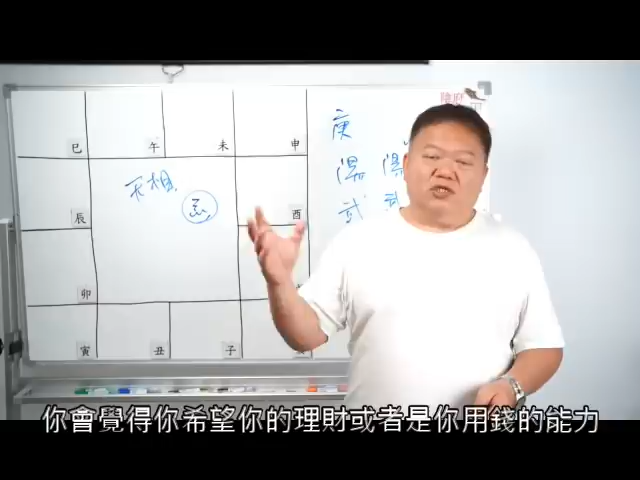 巳 午 未 申
庚
天相 忌
陽
辰 酉
武 武
卯
寅 丑 子
你會覺得你希望你的理財或者是你用錢的能力